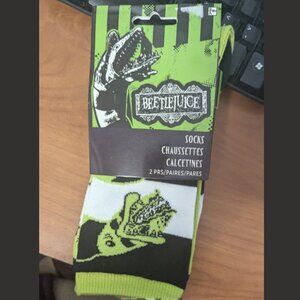 BEETLEJUICE
SOCKS
CHAUSSETTES
CALCETINES
2 PRS/PAIRES/PARES